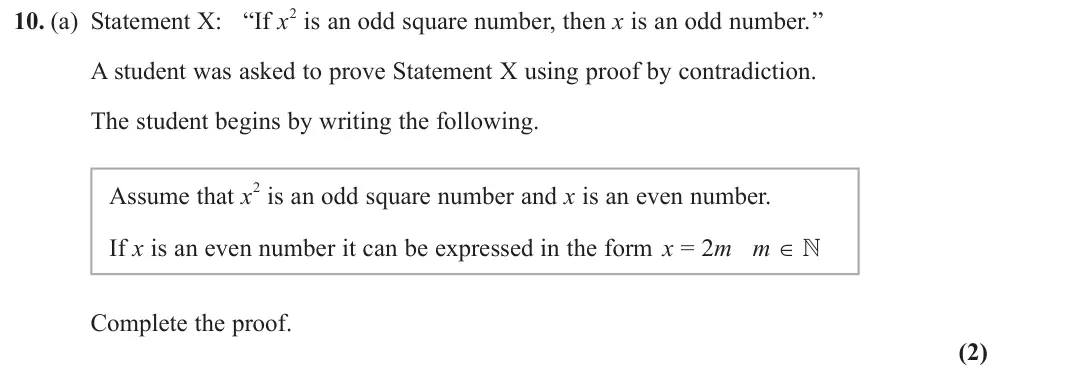 10. (a) Statement X: “If x² is an odd square number, then x is an odd number.”
A student was asked to prove Statement X using proof by contradiction.
The student begins by writing the following.
Assume that x² is an odd square number and x is an even number.
If x is an even number it can be expressed in the form x = 2m m ∈ ℕ
Complete the proof.
(2)